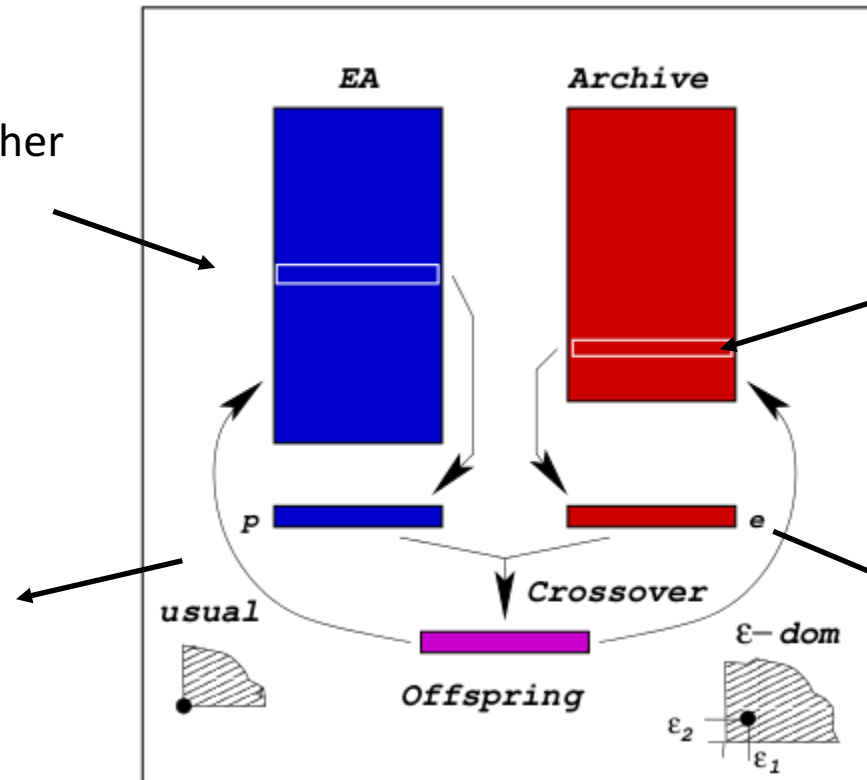 EA
Archive
her
p
e
Crossover
usual
ε-dom
Offspring
ε2
ε1